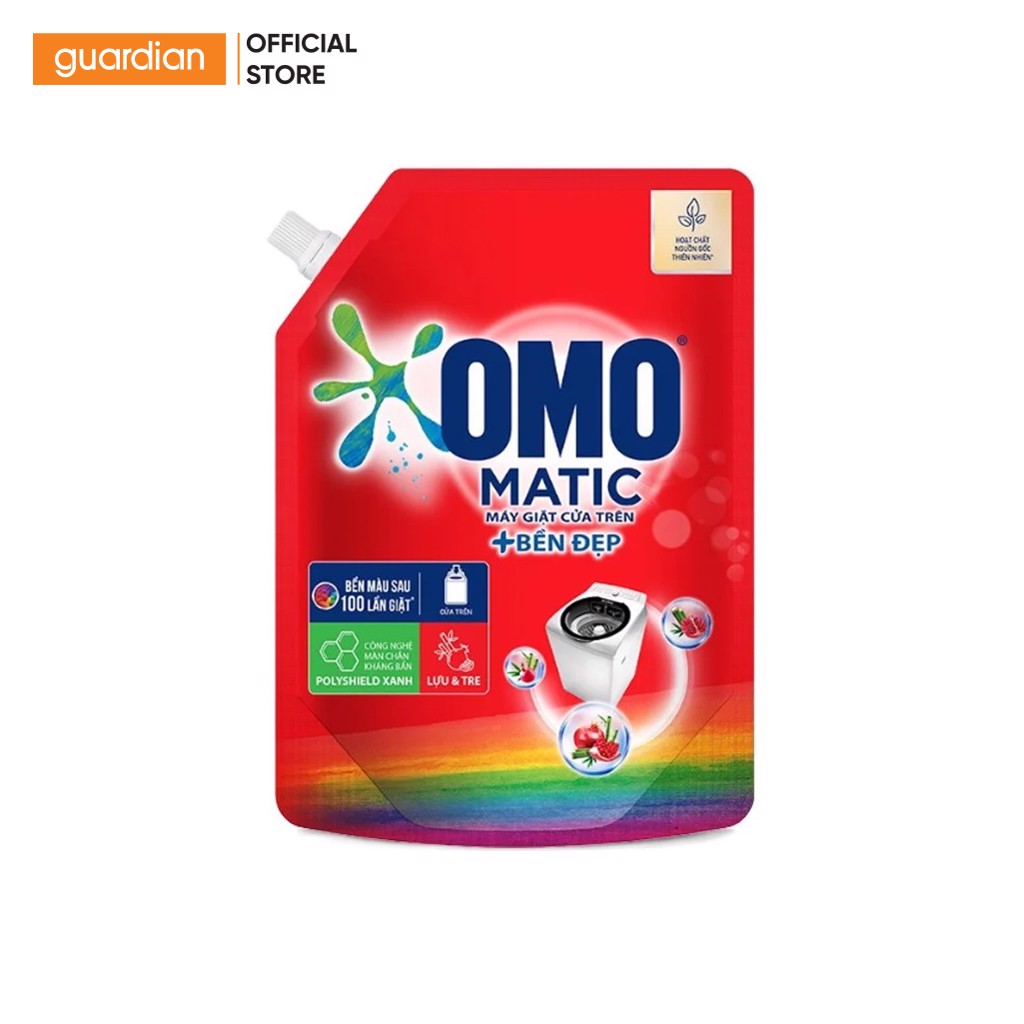 guardian
OFFICIAL
STORE
HOẠT CHẤT
NGUỒN GỐC
THIÊN NHIÊN*
OMO®
MATIC
MÁY GIẶT CỬA TRÊN
+BỀN ĐẸP
BỀN MÀU SAU
100 LẦN GIẶT*
CỬA TRÊN
CÔNG NGHỆ
MÀN CHẮN
KHÁNG BẨN
POLYSHIELD XANH
LỰU & TRE